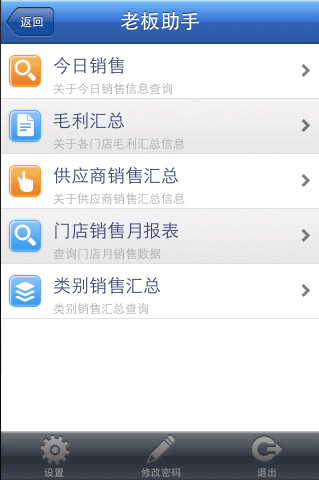 返回
老板助手
今日销售
关于今日销售信息查询
毛利汇总
关于各门店毛利汇总信息
供应商销售汇总
关于供应商销售汇总信息
门店销售月报表
查询门店月销售数据
类别销售汇总
类别销售汇总查询
设置
修改密码
退出